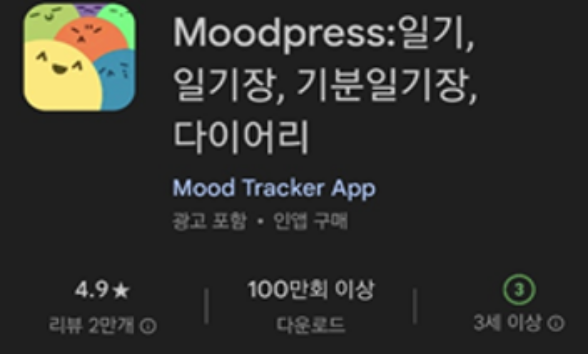 Moodpress:일기,
일기장, 기분일기장,
다이어리
Mood Tracker App
광고 포함 • 인앱 구매
4.9★
리뷰 2만개 ⓘ
100만회 이상
다운로드
3
3세 이상 ⓘ